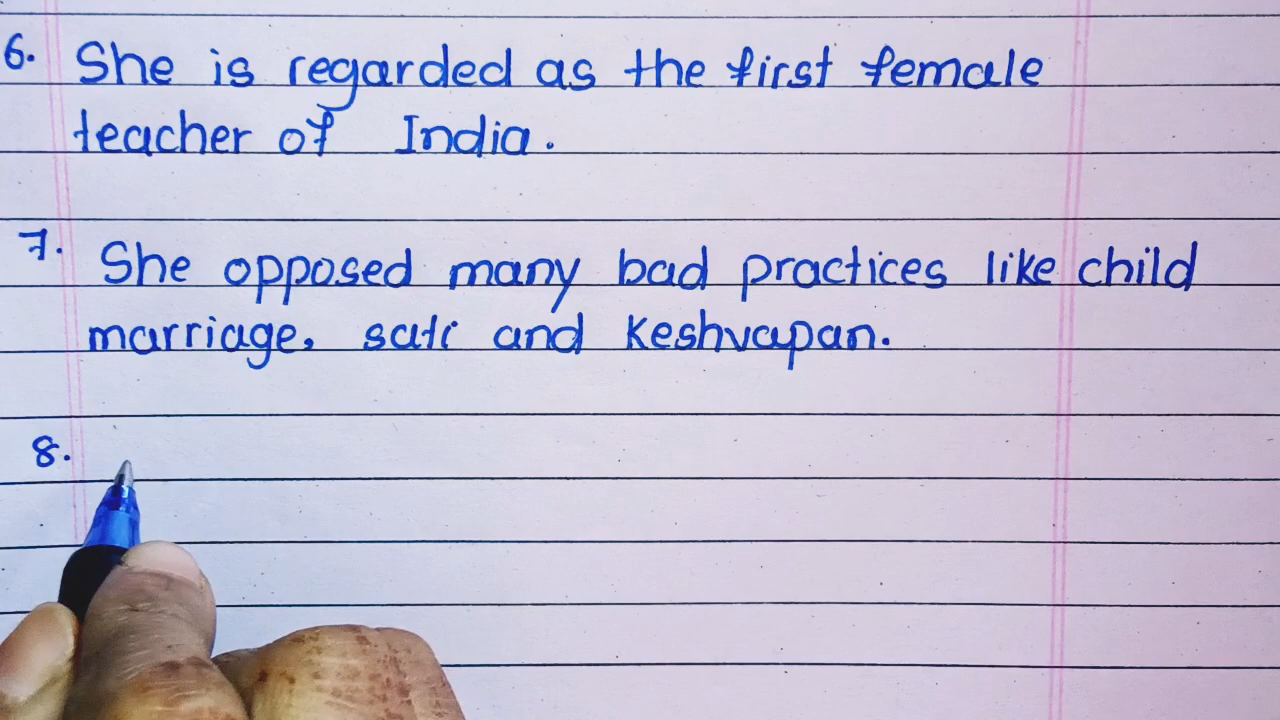 6. She is regarded as the first female
teacher of India.
7. She opposed many bad practices like child
marriage, sati and Keshvapan.
8.